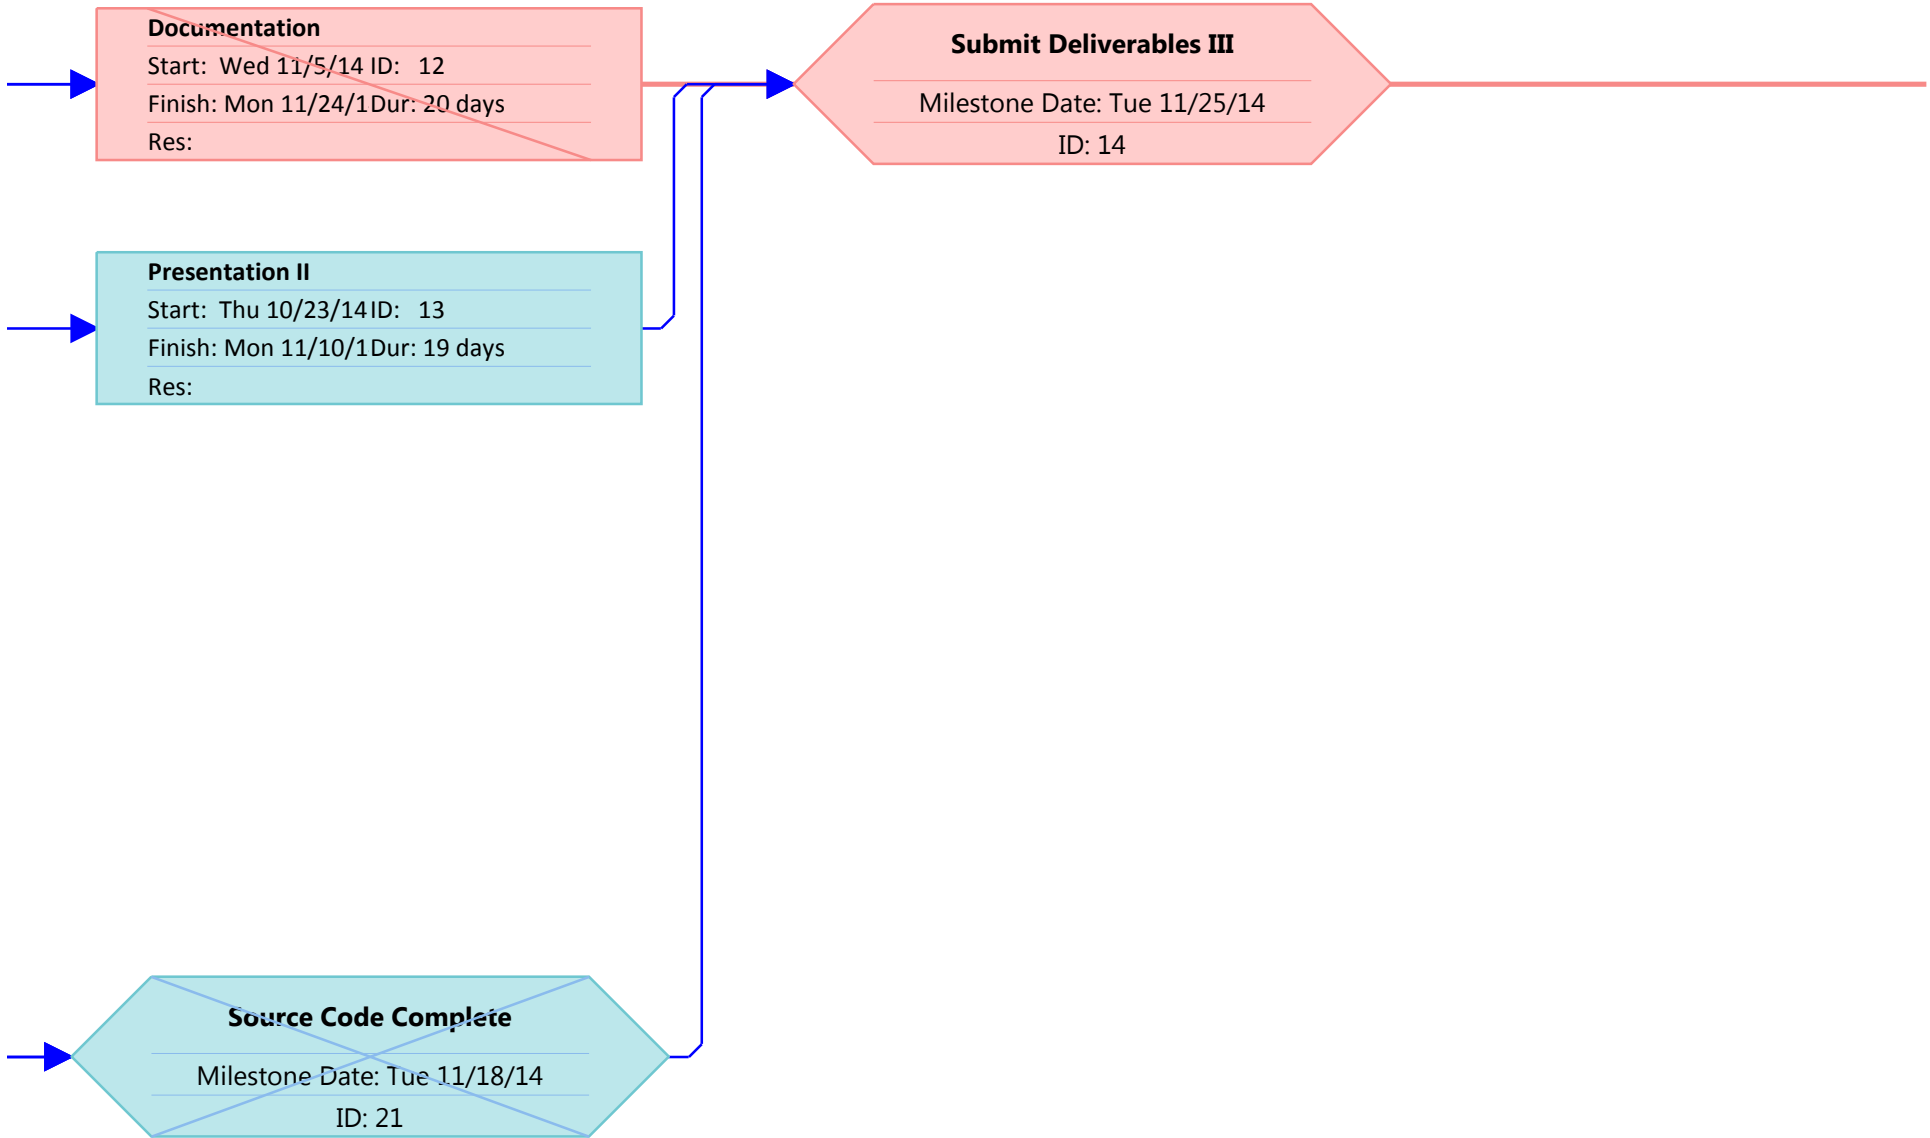 Documentation
Start: Wed 11/5/14 ID: 12
Finish: Mon 11/24/1 Dur: 20 days
Res:
Submit Deliverables III
Milestone Date: Tue 11/25/14
ID: 14
Presentation II
Start: Thu 10/23/14 ID: 13
Finish: Mon 11/10/1 Dur: 19 days
Res:
Source Code Complete
Milestone Date: Tue 11/18/14
ID: 21